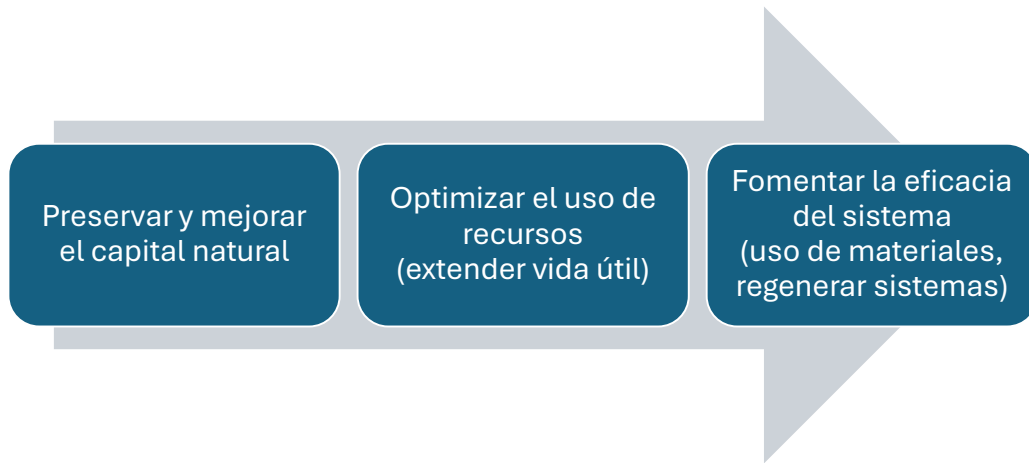 Preservar y mejorar
el capital natural
Optimizar el uso de
recursos
(extender vida útil)
Fomentar la eficacia
del sistema
(uso de materiales,
regenerar sistemas)